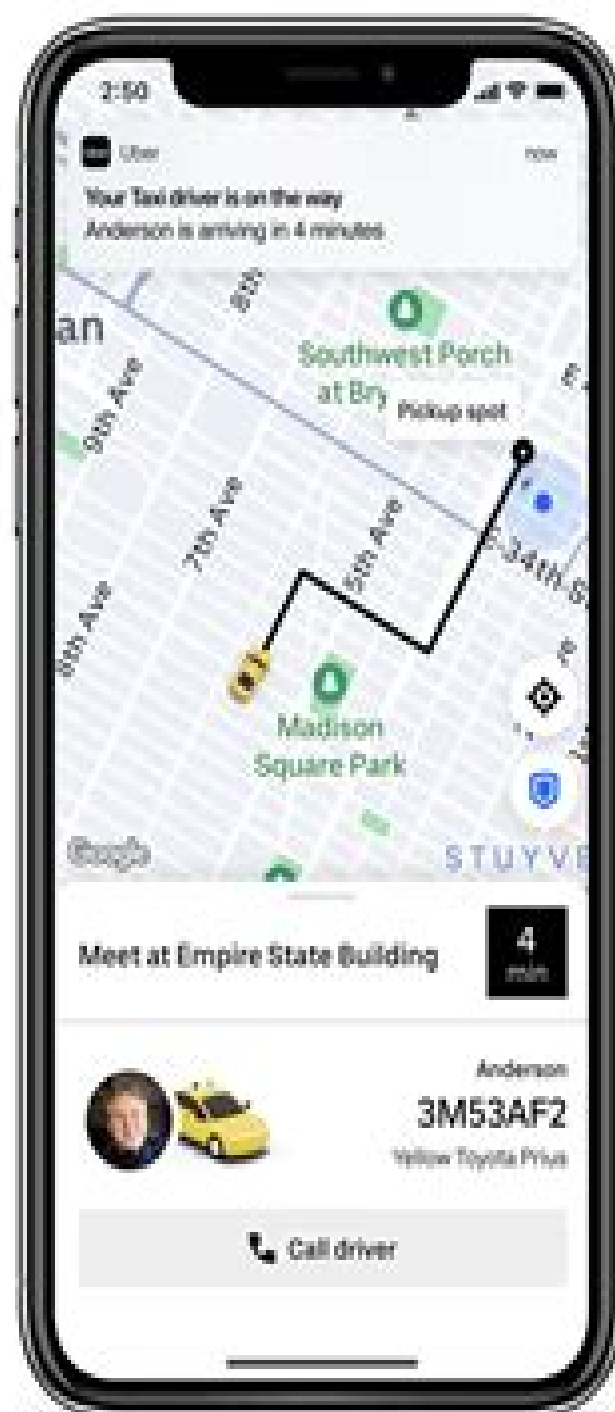 2:50
Uber
now
Your Taxi driver is on the way
Anderson is arriving in 4 minutes
8th
an
Southwest Porch
at Bry
Pickup spot
9th Ave
7th Ave
5th Ave
E 34th S
8th Ave
Madison
Square Park
Google
STUYVE
Meet at Empire State Building
4
min
Anderson
3M53AF2
Yellow Toyota Prius
Call driver